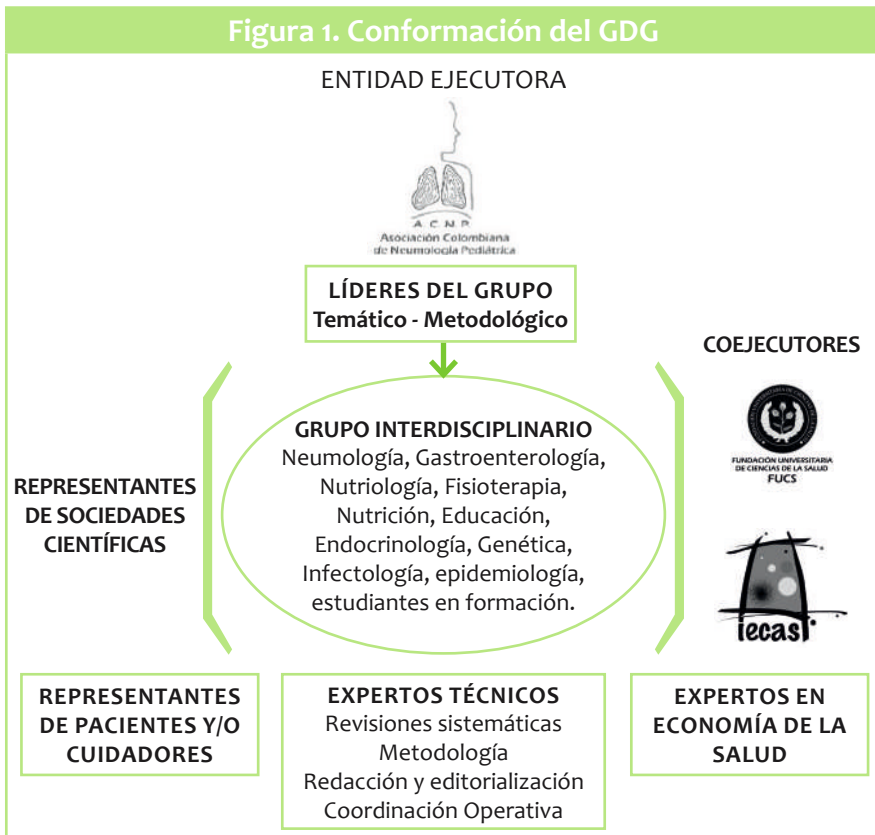 Figura 1. Conformación del GDG
ENTIDAD EJECUTORA
A C N P
Asociación Colombiana
de Neumología Pediátrica
LÍDERES DEL GRUPO
Temático - Metodológico
COEJECUTORES
FUNDACIÓN UNIVERSITARIA
DE CIENCIAS DE LA SALUD
FUCS
iecas
REPRESENTANTES
DE SOCIEDADES
CIENTÍFICAS
GRUPO INTERDISCIPLINARIO
Neumología, Gastroenterología,
Nutriología, Fisioterapia,
Nutrición, Educación,
Endocrinología, Genética,
Infectología, epidemiología,
estudiantes en formación.
REPRESENTANTES
DE PACIENTES Y/O
CUIDADORES
EXPERTOS TÉCNICOS
Revisiones sistemáticas
Metodología
Redacción y editorialización
Coordinación Operativa
EXPERTOS EN
ECONOMÍA DE LA
SALUD